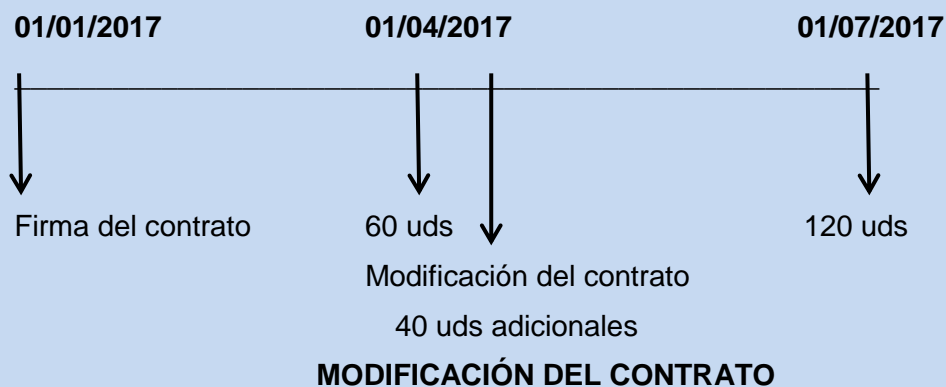 01/01/2017 01/04/2017 01/07/2017
Firma del contrato 60 uds 120 uds
Modificación del contrato
40 uds adicionales
MODIFICACIÓN DEL CONTRATO